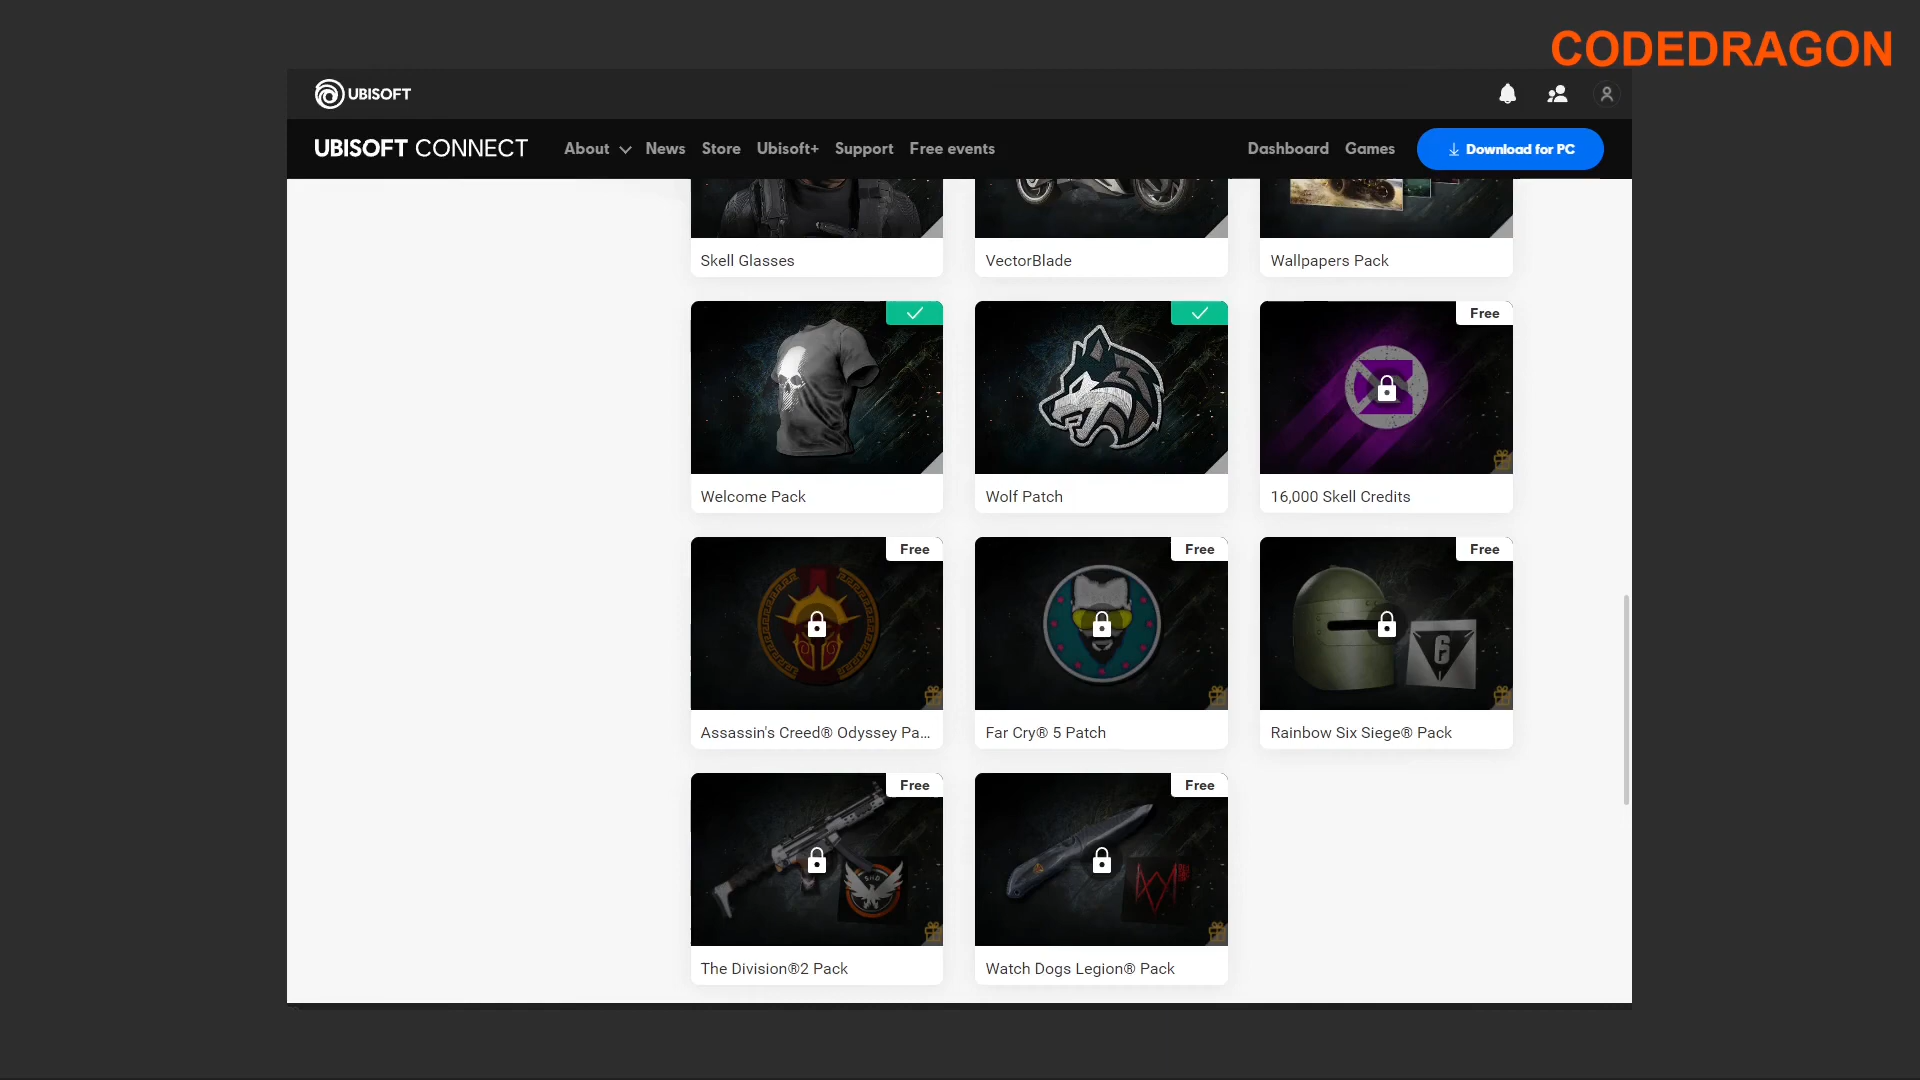 CODEDRAGON
UBISOFT
UBISOFT CONNECT About News Store Ubisoft+ Support Free events Dashboard Games Download for PC
Skell Glasses VectorBlade Wallpapers Pack
Free
Welcome Pack Wolf Patch 16,000 Skell Credits
Free Free Free
6
Assassin's Creed® Odyssey Pa... Far Cry® 5 Patch Rainbow Six Siege® Pack
Free Free
SHD
The Division®2 Pack Watch Dogs Legion® Pack